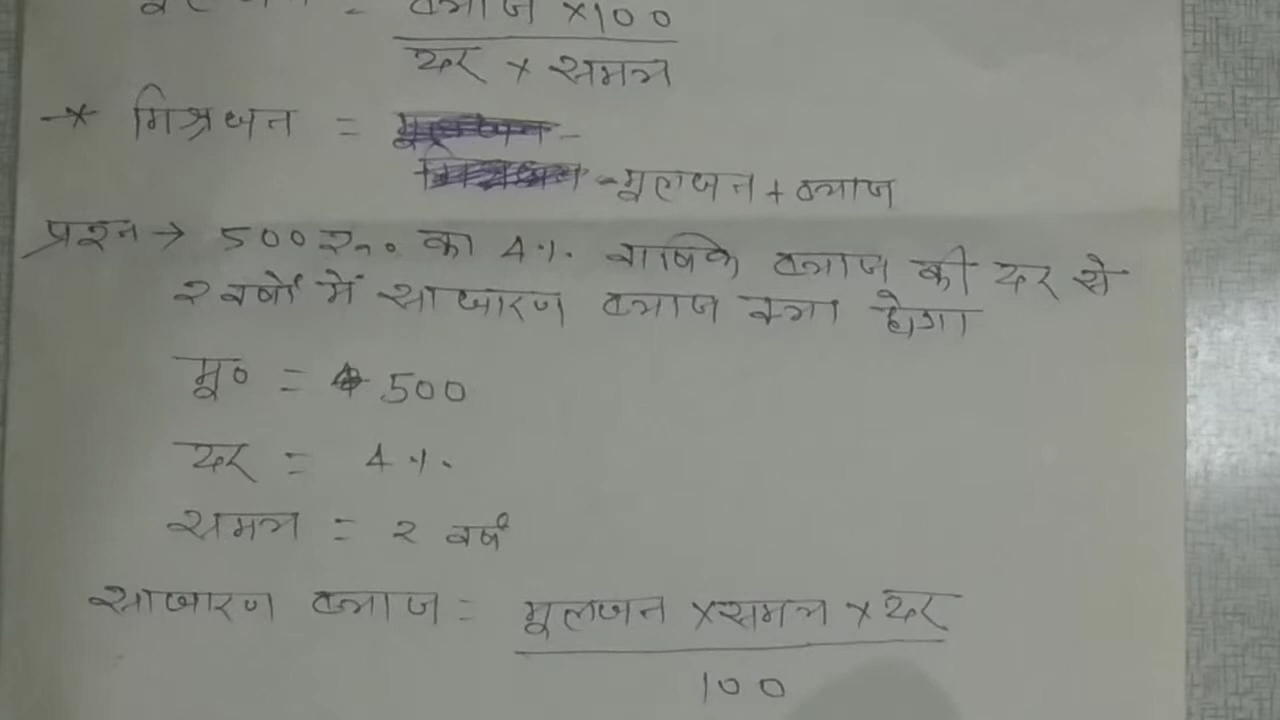 मूलधन = ब्याज ×100
दर × समय
* मिश्रधन =
= मूलधन + ब्याज
प्रश्न → 500 रु० का 4% वार्षिक ब्याज की दर से
2 वर्षों में साधारण ब्याज क्या होगा
मू० = 500
दर = 4%
समय = 2 वर्ष
साधारण ब्याज = मूलधन × समय × दर
100